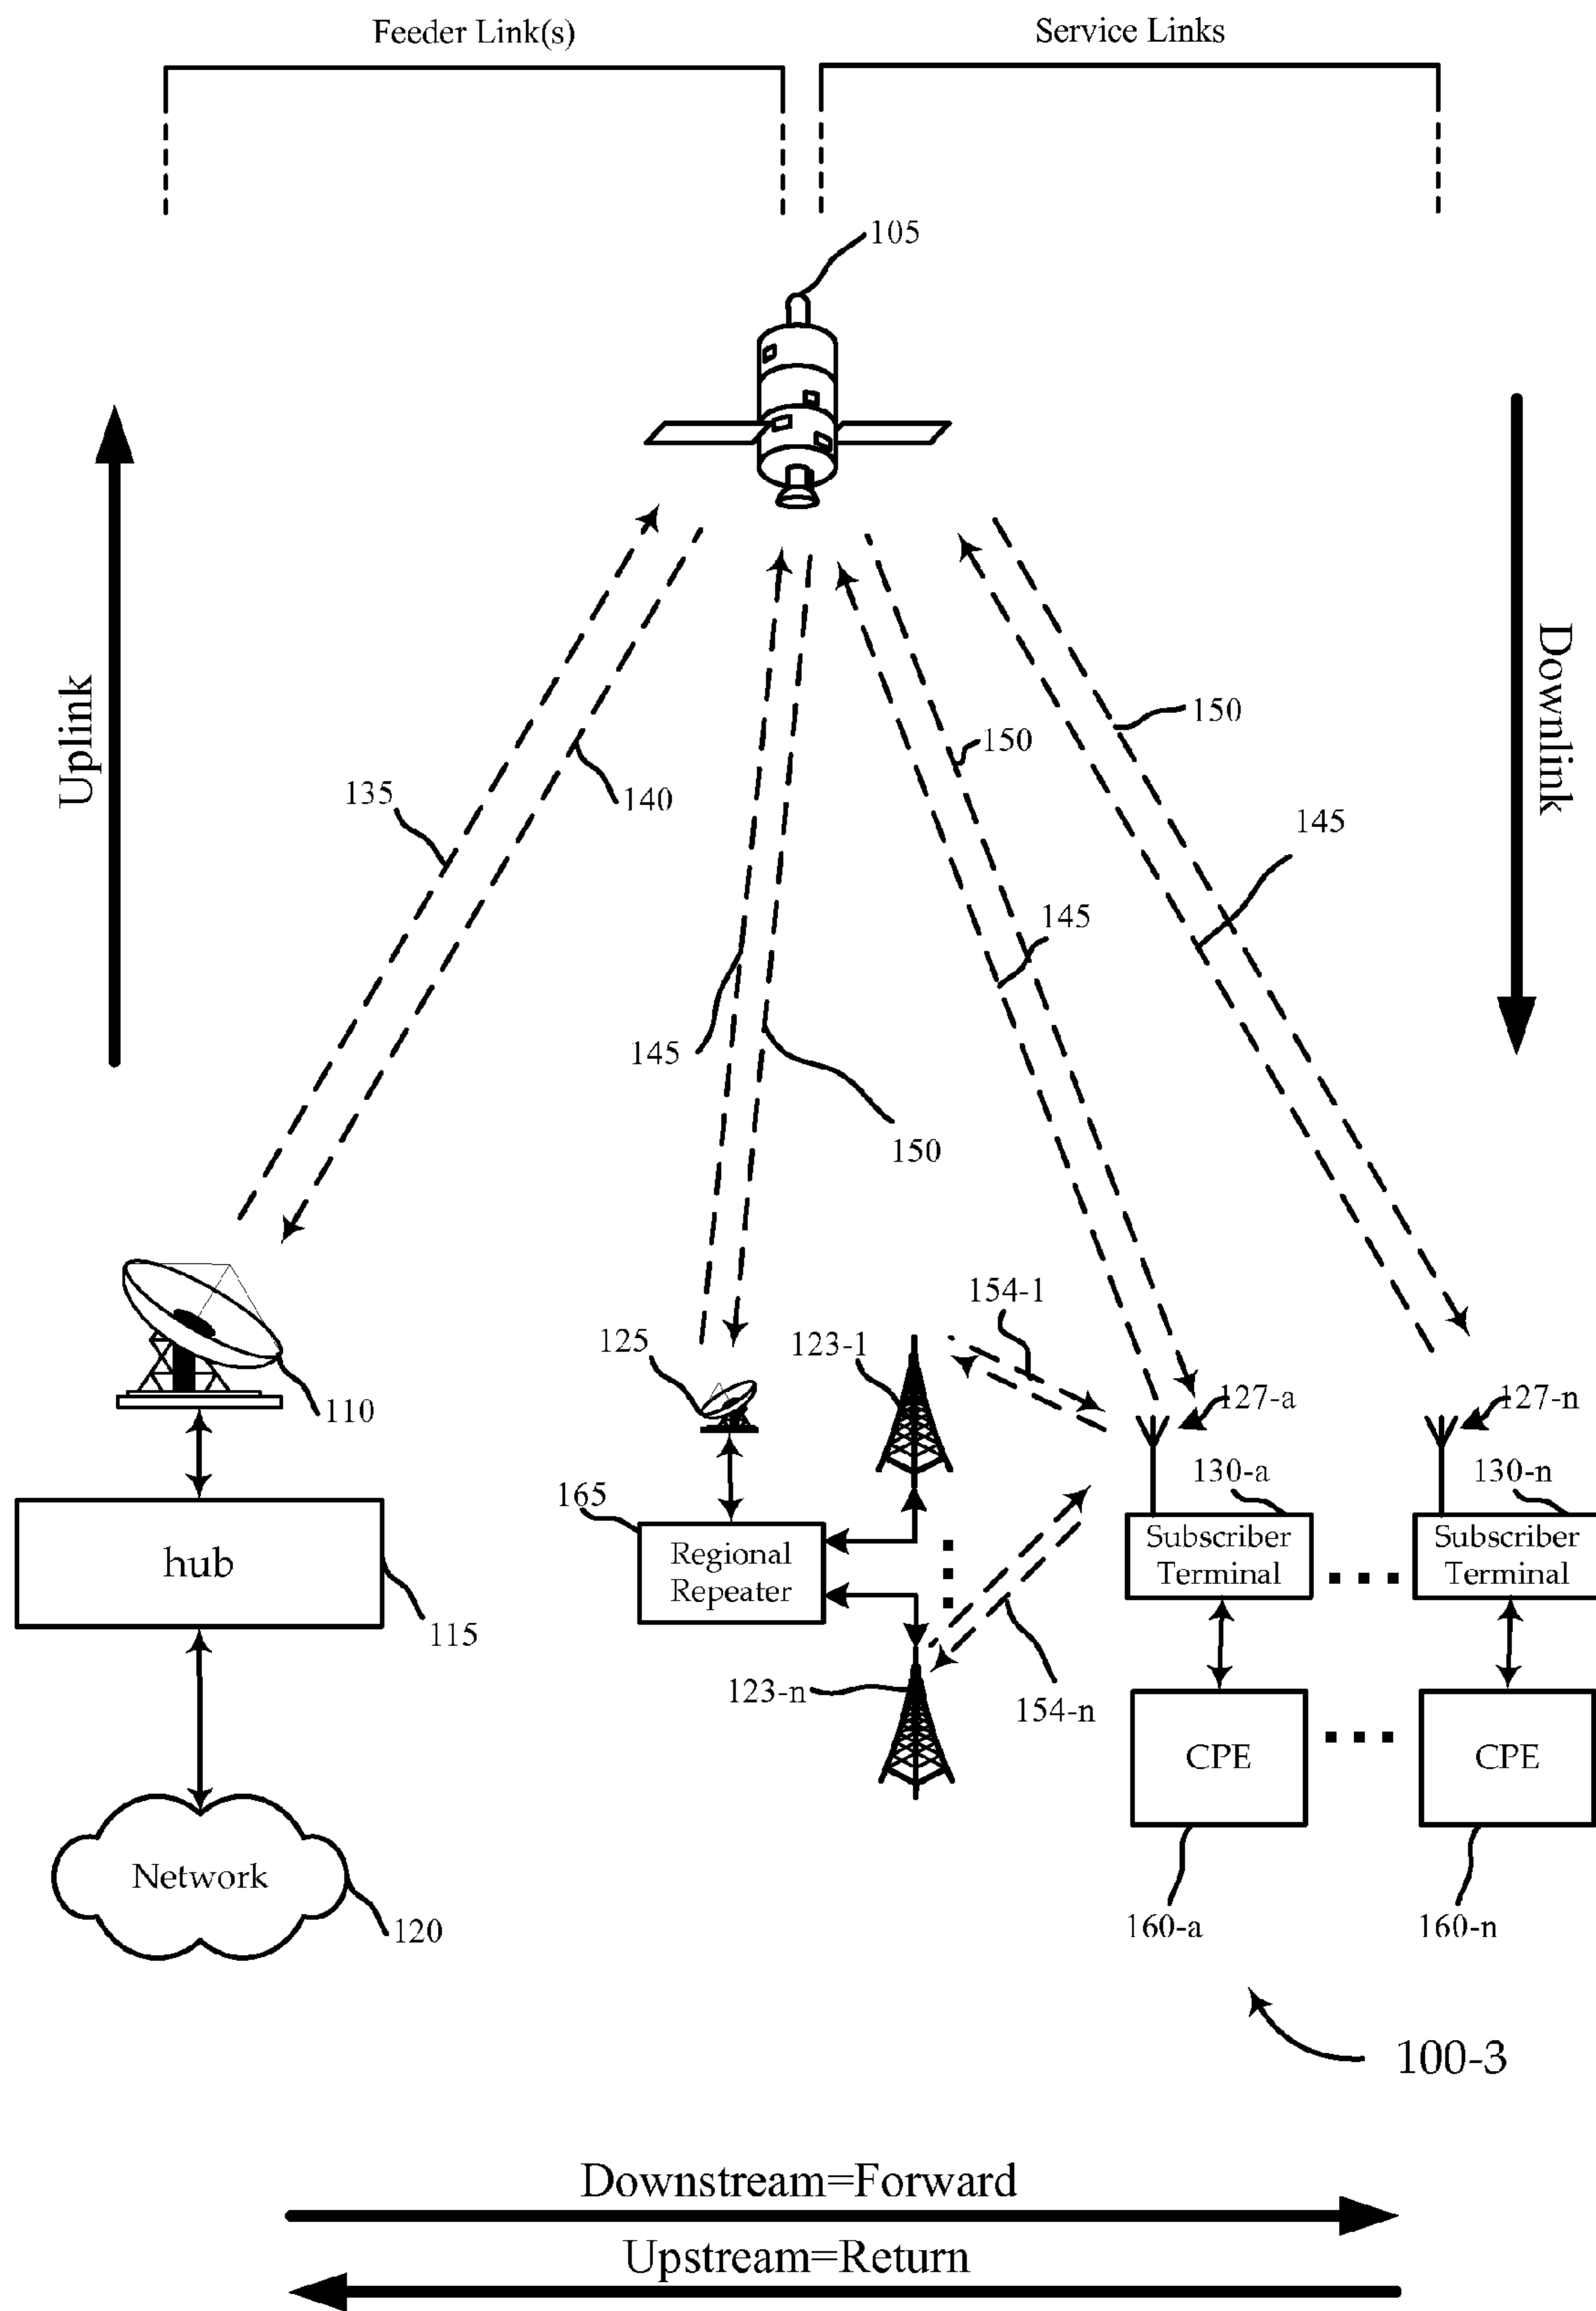 Feeder Link(s)
Service Links
105
Uplink
Downlink
150
150
135
140
145
145
145
150
154-1
125
123-1
110
127-a
127-n
130-a
130-n
165
hub
Regional
Repeater
Subscriber
Terminal
Subscriber
Terminal
115
123-n
154-n
CPE
CPE
Network
120
160-a
160-n
100-3
Downstream=Forward
Upstream=Return